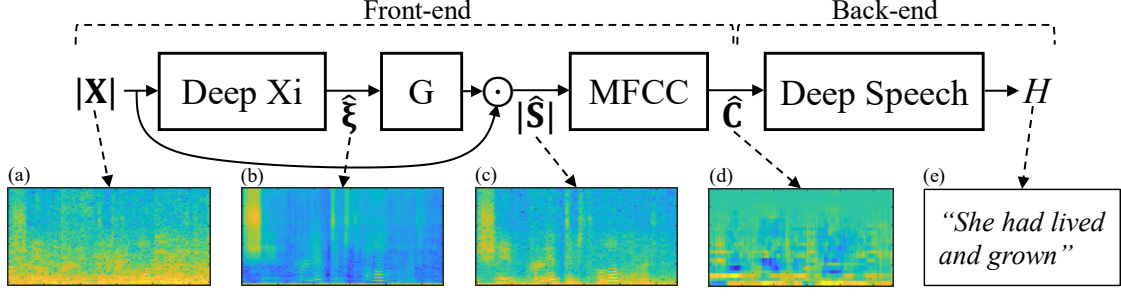 Front-end Back-end
|X| Deep Xi G ⊙ MFCC Deep Speech H
ξ̂ |Ŝ| Ĉ
(a) (b) (c) (d) (e)
“She had lived
and grown”